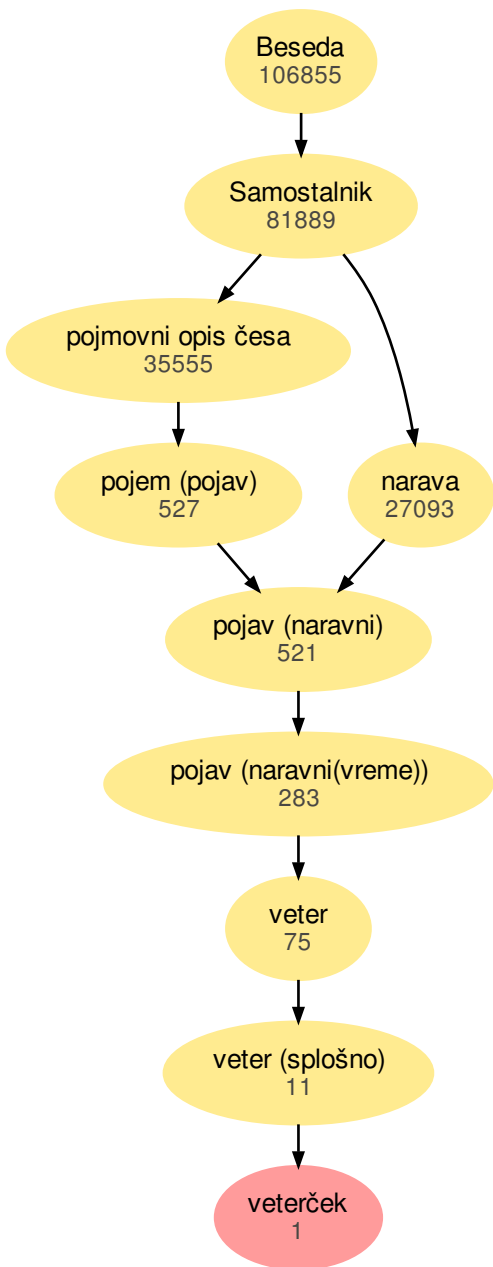 Beseda
106855
Samostalnik
81889
pojmovni opis česa
35555
pojem (pojav)
527
narava
27093
pojav (naravni)
521
pojav (naravni(vreme))
283
veter
75
veter (splošno)
11
veterček
1